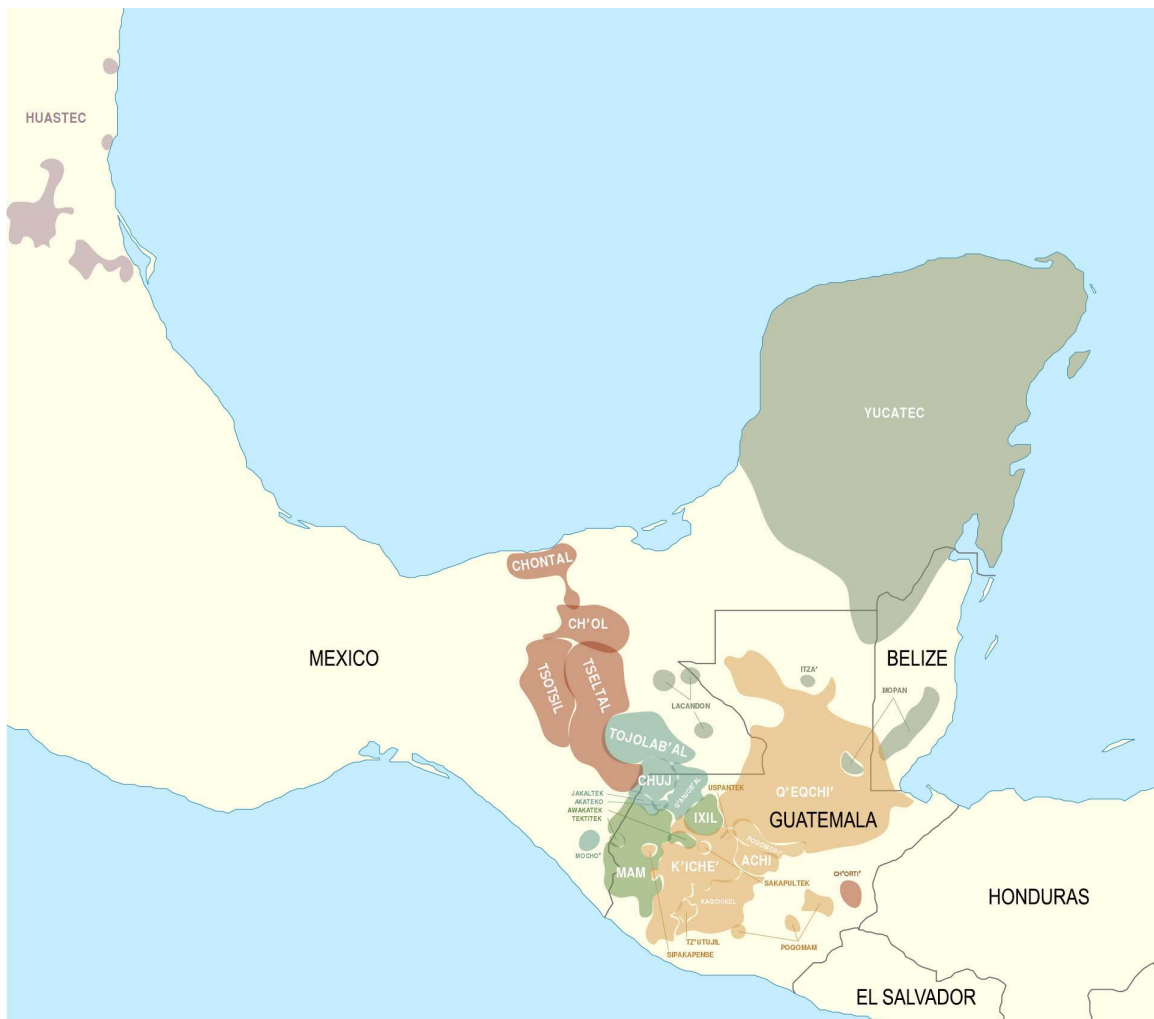 HUASTEC
YUCATEC
CHONTAL
CH'OL
MEXICO
TSOTSIL
TSELTAL
BELIZE
ITZA'
MOPAN
LACANDON
TOJOLAB'AL
CHUJ
Q'ANJOB'AL
Q'EQCHI'
JAKALTEK
AKATEKO
AWAKATEK
TEKTITEK
USPANTEK
IXIL
GUATEMALA
POQOMCHI'
MOCHO'
MAM
K'ICHE'
ACHI
SAKAPULTEK
CH'ORTI'
HONDURAS
KAQCHIKEL
TZ'UTUJIL
SIPAKAPENSE
POQOMAM
EL SALVADOR